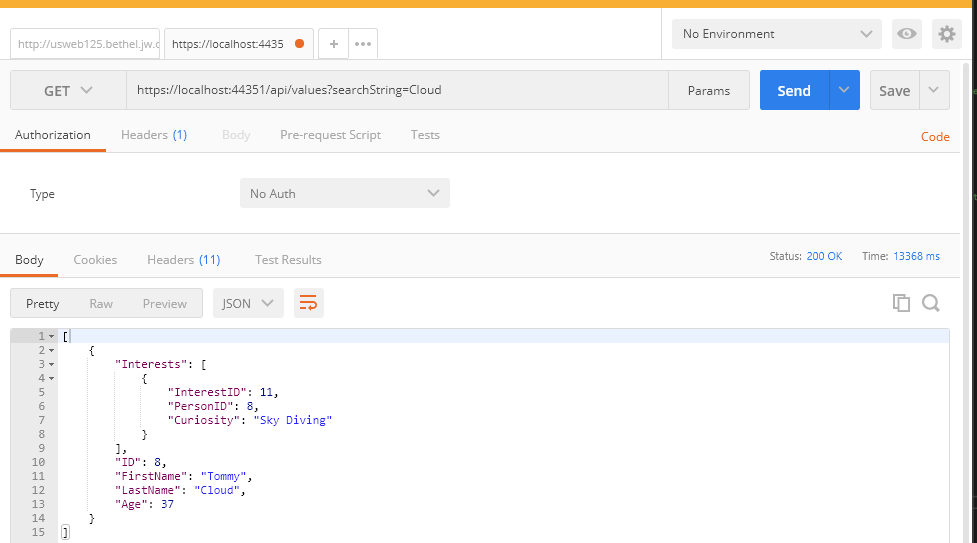 http://usweb125.bethel.jw.c
https://localhost:4435
+
•••
No Environment
GET
https://localhost:44351/api/values?searchString=Cloud
Params
Send
Save
Authorization
Headers (1)
Body
Pre-request Script
Tests
Code
Type
No Auth
Body
Cookies
Headers (11)
Test Results
Status: 200 OK
Time: 13368 ms
Pretty
Raw
Preview
JSON
1 [
2 {
3 "Interests": [
4 {
5 "InterestID": 11,
6 "PersonID": 8,
7 "Curiosity": "Sky Diving"
8 }
9 ],
10 "ID": 8,
11 "FirstName": "Tommy",
12 "LastName": "Cloud",
13 "Age": 37
14 }
15 ]